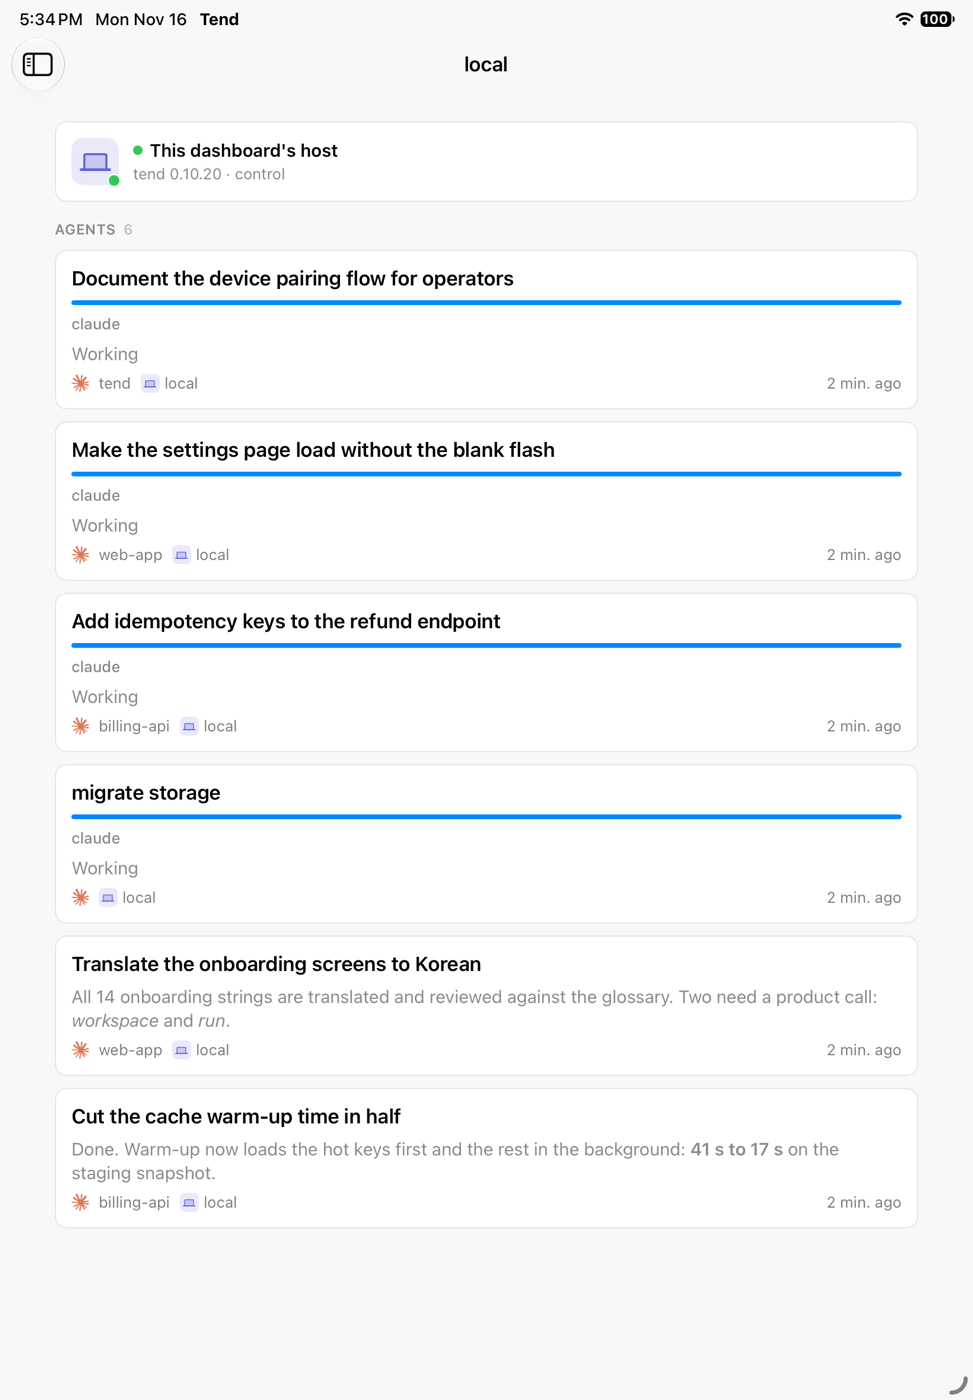 5:34 PM Mon Nov 16 Tend
100
local
This dashboard's host
tend 0.10.20 · control
AGENTS 6
Document the device pairing flow for operators
claude
Working
tend local 2 min. ago
Make the settings page load without the blank flash
claude
Working
web-app local 2 min. ago
Add idempotency keys to the refund endpoint
claude
Working
billing-api local 2 min. ago
migrate storage
claude
Working
local 2 min. ago
Translate the onboarding screens to Korean
All 14 onboarding strings are translated and reviewed against the glossary. Two need a product call:
workspace and run.
web-app local 2 min. ago
Cut the cache warm-up time in half
Done. Warm-up now loads the hot keys first and the rest in the background: 41 s to 17 s on the
staging snapshot.
billing-api local 2 min. ago